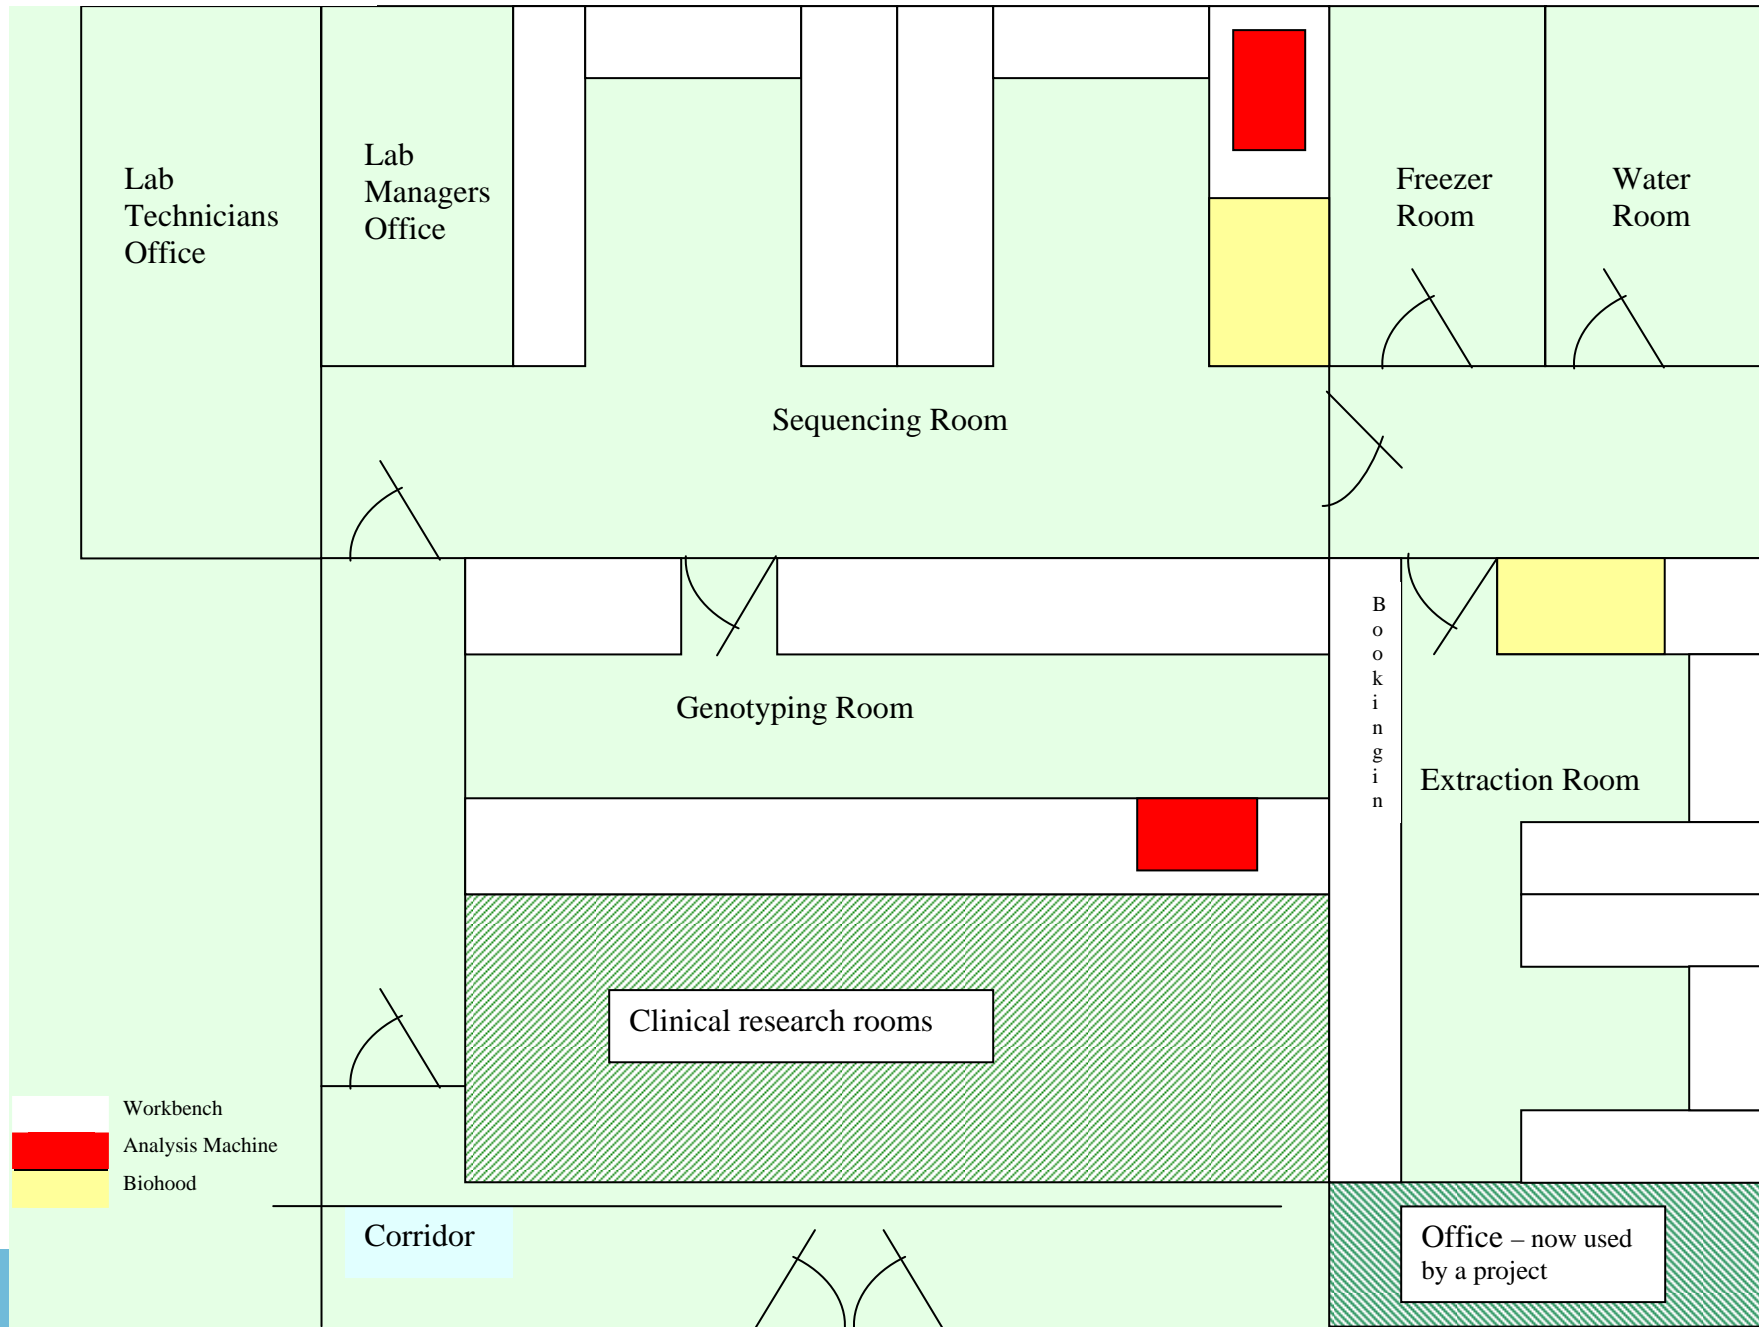 Lab
Technicians
Office
Lab
Managers
Office
Freezer
Room
Water
Room
Sequencing Room
B
o
o
k
i
n
g
i
n
Genotyping Room
Extraction Room
Clinical research rooms
Workbench
Analysis Machine
Biohood
Corridor
Office – now used
by a project